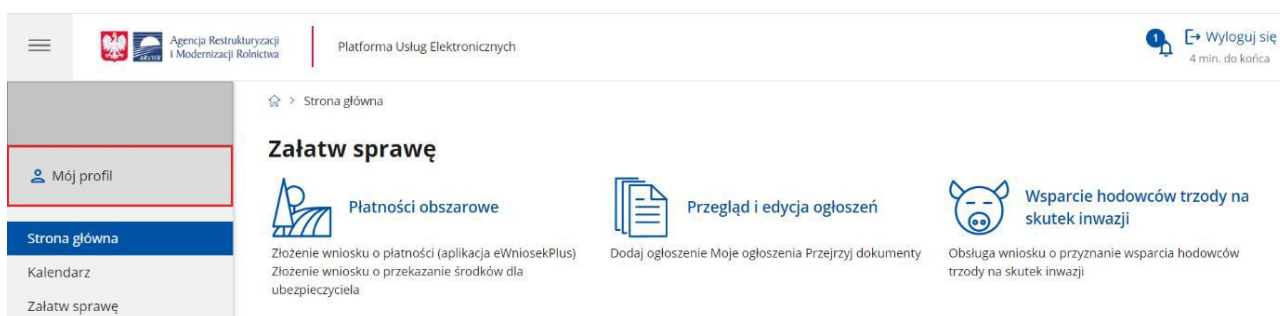 Agencja Restrukturyzacji
i Modernizacji Rolnictwa
ARiMR
Platforma Usług Elektronicznych
1
Wyloguj się
4 min. do końca
Strona główna
Załatw sprawę
Mój profil
Płatności obszarowe
Przegląd i edycja ogłoszeń
Wsparcie hodowców trzody na
skutek inwazji
Strona główna
Złożenie wniosku o płatności (aplikacja eWniosekPlus)
Złożenie wniosku o przekazanie środków dla
ubezpieczyciela
Dodaj ogłoszenie Moje ogłoszenia Przejrzyj dokumenty
Obsługa wniosku o przyznanie wsparcia hodowców
trzody na skutek inwazji
Kalendarz
Załatw sprawę